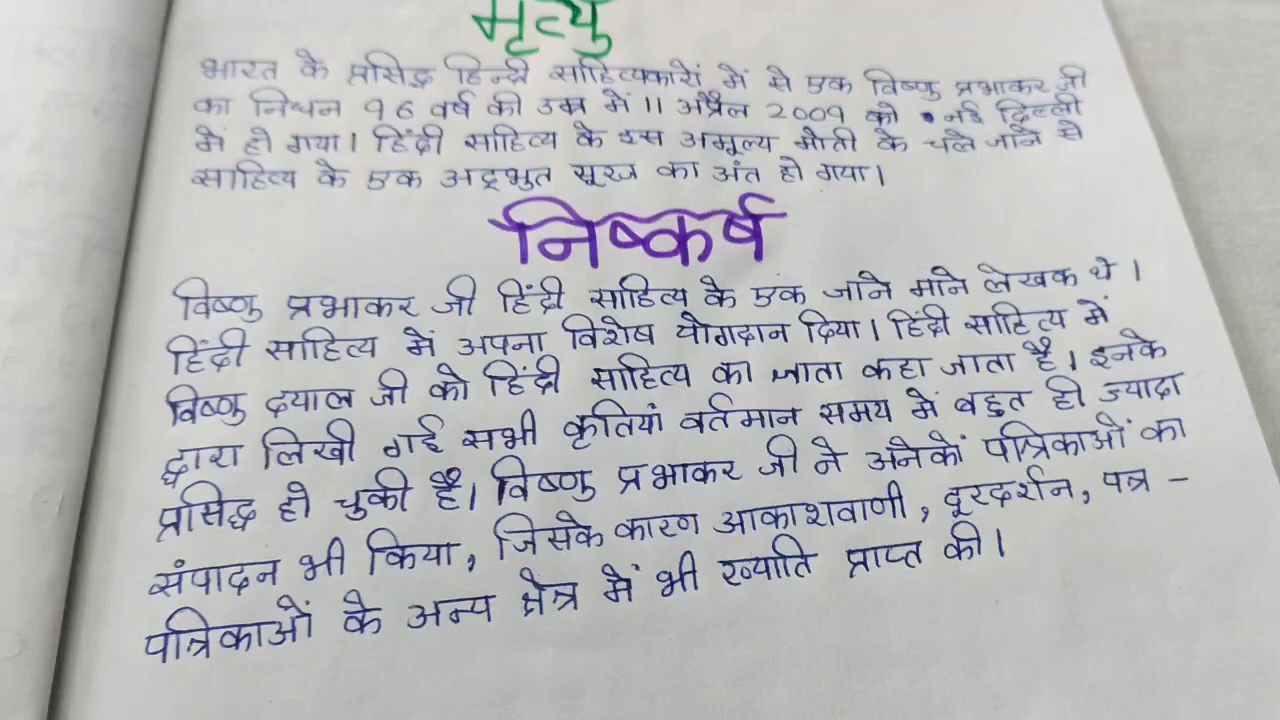 मृत्यु
भारत के प्रसिद्ध हिन्दी साहित्यकारों में से एक विष्णु प्रभाकर जी
का निधन 96 वर्ष की उम्र में 11 अप्रैल 2009 को नई दिल्ली
में हो गया। हिंदी साहित्य के इस अमूल्य मोती के चले जाने से
साहित्य के एक अद्भुत सूरज का अंत हो गया।
निष्कर्ष
विष्णु प्रभाकर जी हिंदी साहित्य के एक जाने माने लेखक थे।
हिंदी साहित्य में अपना विशेष योगदान दिया। हिंदी साहित्य में
विष्णु दयाल जी को हिंदी साहित्य का जाता कहा जाता है। इनके
द्वारा लिखी गई सभी कृतियां वर्तमान समय में बहुत ही ज्यादा
प्रसिद्ध हो चुकी है। विष्णु प्रभाकर जी ने अनेकों पत्रिकाओं का
संपादन भी किया, जिसके कारण आकाशवाणी, दूरदर्शन, पत्र -
पत्रिकाओं के अन्य क्षेत्र में भी ख्याति प्राप्त की।